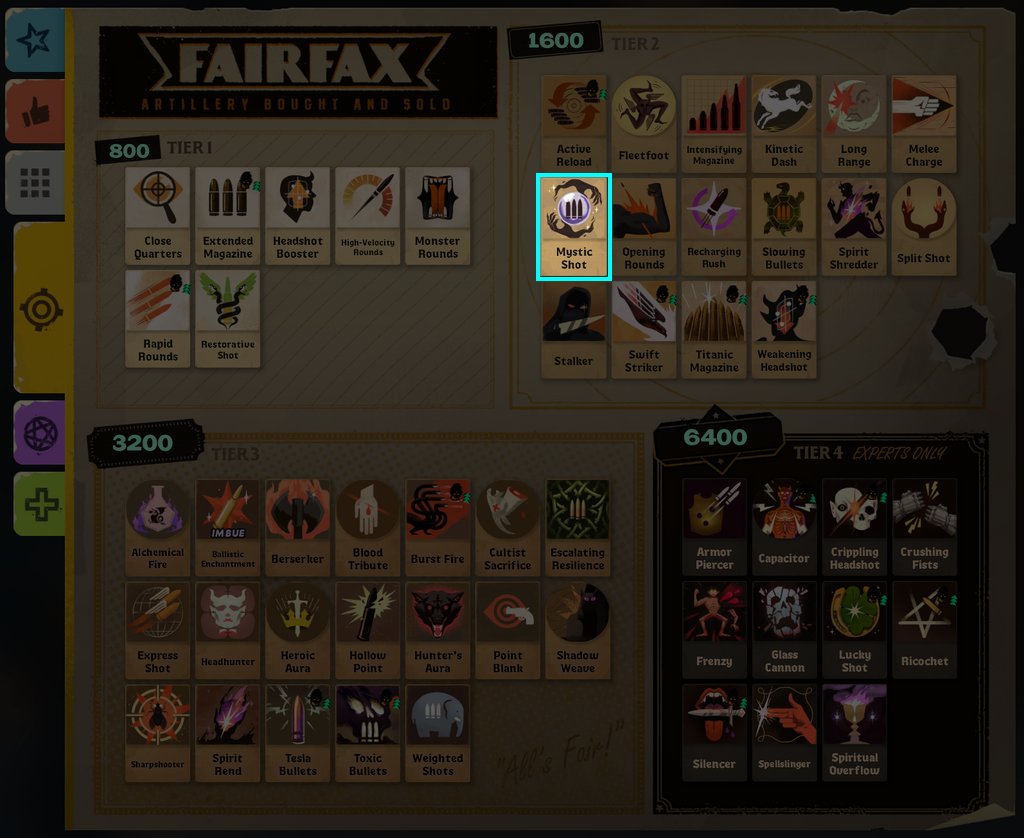 FAIRFAX
ARTILLERY BOUGHT AND SOLD
800 TIER 1
Close Quarters
Extended Magazine
Headshot Booster
High-Velocity Rounds
Monster Rounds
Rapid Rounds
Restorative Shot
1600 TIER 2
Active Reload
Fleetfoot
Intensifying Magazine
Kinetic Dash
Long Range
Melee Charge
Mystic Shot
Opening Rounds
Recharging Rush
Slowing Bullets
Spirit Shredder
Split Shot
Stalker
Swift Striker
Titanic Magazine
Weakening Headshot
3200 TIER 3
Alchemical Fire
IMBUE
Ballistic Enchantment
Berserker
Blood Tribute
Burst Fire
Cultist Sacrifice
Escalating Resilience
Express Shot
Headhunter
Heroic Aura
Hollow Point
Hunter's Aura
Point Blank
Shadow Weave
Sharpshooter
Spirit Rend
Tesla Bullets
Toxic Bullets
Weighted Shots
"All's Fair!"
6400 TIER 4 EXPERTS ONLY
Armor Piercer
Capacitor
Crippling Headshot
Crushing Fists
Frenzy
Glass Cannon
Lucky Shot
Ricochet
Silencer
Spellslinger
Spiritual Overflow